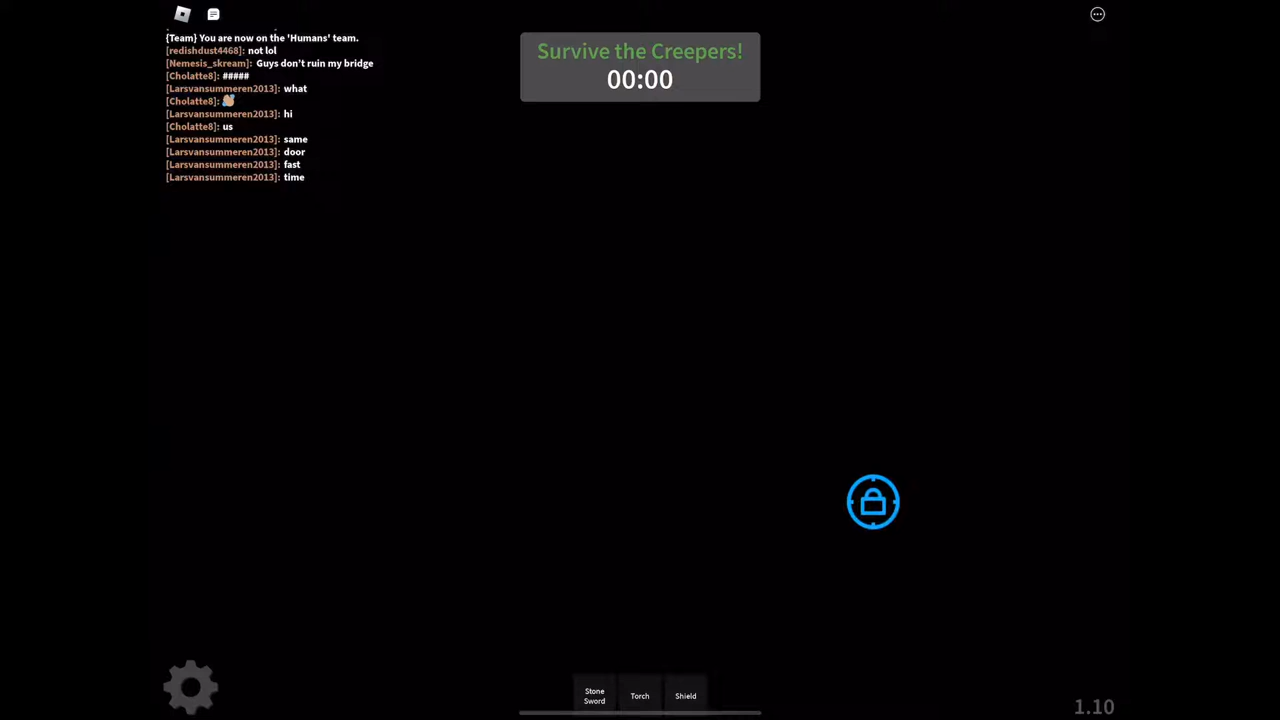 {Team} You are now on the 'Humans' team.
[redishdust4468]: not lol
[Nemesis_skream]: Guys don't ruin my bridge
[Cholatte8]: #####
[Larsvansummeren2013]: what
[Cholatte8]: 
[Larsvansummeren2013]: hi
[Cholatte8]: us
[Larsvansummeren2013]: same
[Larsvansummeren2013]: door
[Larsvansummeren2013]: fast
[Larsvansummeren2013]: time
Survive the Creepers!
00:00
Stone
Sword
Torch
Shield
1.10